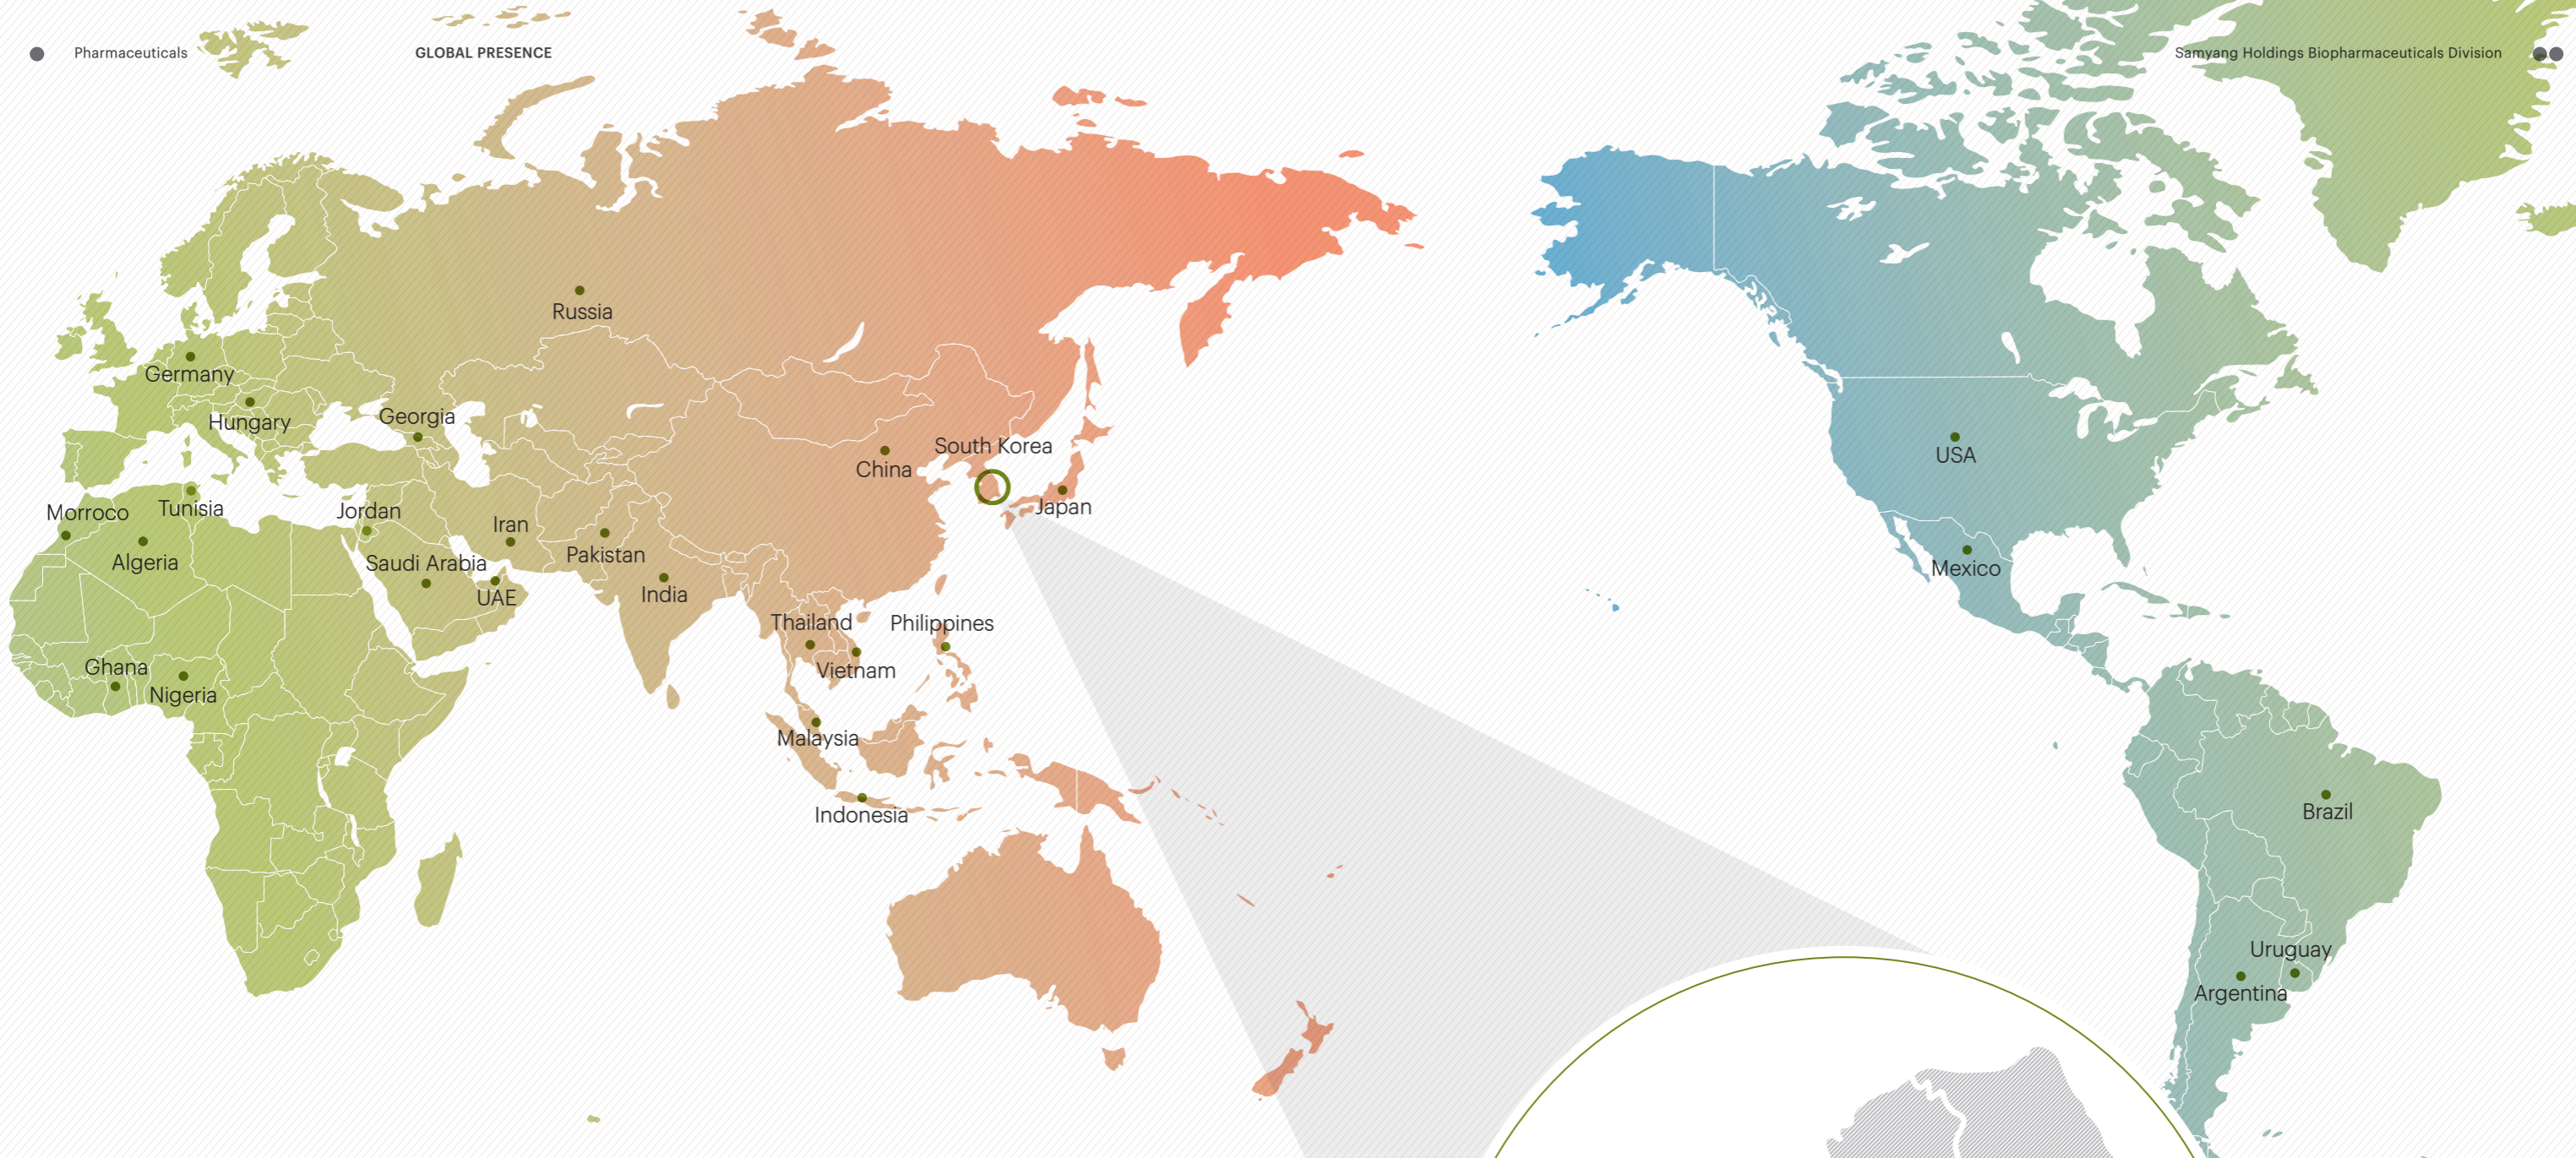 Pharmaceuticals
GLOBAL PRESENCE
Samyang Holdings Biopharmaceuticals Division
Russia
Germany
Hungary
Georgia
South Korea
China
Japan
USA
Morroco
Tunisia
Jordan
Iran
Algeria
Saudi Arabia
Pakistan
UAE
India
Mexico
Thailand
Philippines
Vietnam
Ghana
Nigeria
Malaysia
Indonesia
Brazil
Uruguay
Argentina